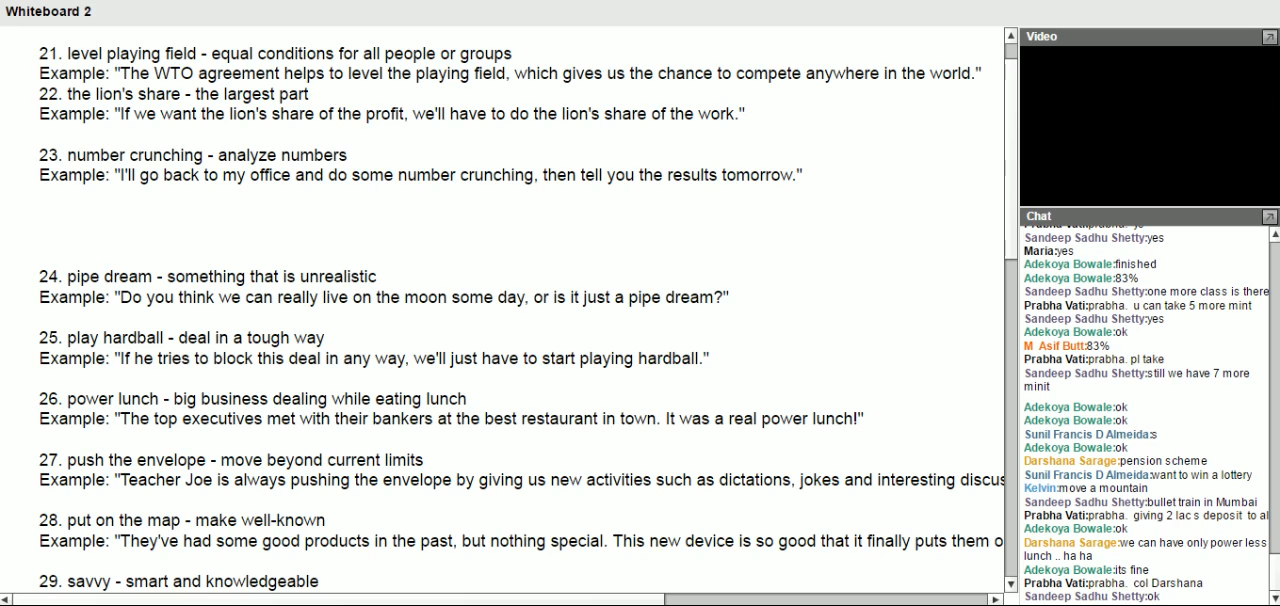 Whiteboard 2
21. level playing field - equal conditions for all people or groups
Example: "The WTO agreement helps to level the playing field, which gives us the chance to compete anywhere in the world."
22. the lion's share - the largest part
Example: "If we want the lion's share of the profit, we'll have to do the lion's share of the work."
23. number crunching - analyze numbers
Example: "I'll go back to my office and do some number crunching, then tell you the results tomorrow."
24. pipe dream - something that is unrealistic
Example: "Do you think we can really live on the moon some day, or is it just a pipe dream?"
25. play hardball - deal in a tough way
Example: "If he tries to block this deal in any way, we'll just have to start playing hardball."
26. power lunch - big business dealing while eating lunch
Example: "The top executives met with their bankers at the best restaurant in town. It was a real power lunch!"
27. push the envelope - move beyond current limits
Example: "Teacher Joe is always pushing the envelope by giving us new activities such as dictations, jokes and interesting discus
28. put on the map - make well-known
Example: "They've had some good products in the past, but nothing special. This new device is so good that it finally puts them o
29. savvy - smart and knowledgeable
Video
Chat
Sandeep Sadhu Shetty:yes
Maria:yes
Adekoya Bowale:finished
Adekoya Bowale:83%
Sandeep Sadhu Shetty:one more class is there
Prabha Vati:prabha. u can take 5 more mint
Sandeep Sadhu Shetty:yes
Adekoya Bowale:ok
M Asif Butt:83%
Prabha Vati:prabha. pl take
Sandeep Sadhu Shetty:still we have 7 more
minit
Adekoya Bowale:ok
Adekoya Bowale:ok
Sunil Francis D Almeida:s
Adekoya Bowale:ok
Darshana Sarage:pension scheme
Sunil Francis D Almeida:want to win a lottery
Kelvin:move a mountain
Sandeep Sadhu Shetty:bullet train in Mumbai
Prabha Vati:prabha. giving 2 lac s deposit to al
Adekoya Bowale:ok
Darshana Sarage:we can have only power less
lunch .. ha ha
Adekoya Bowale:its fine
Prabha Vati:prabha. col Darshana
Sandeep Sadhu Shetty:ok